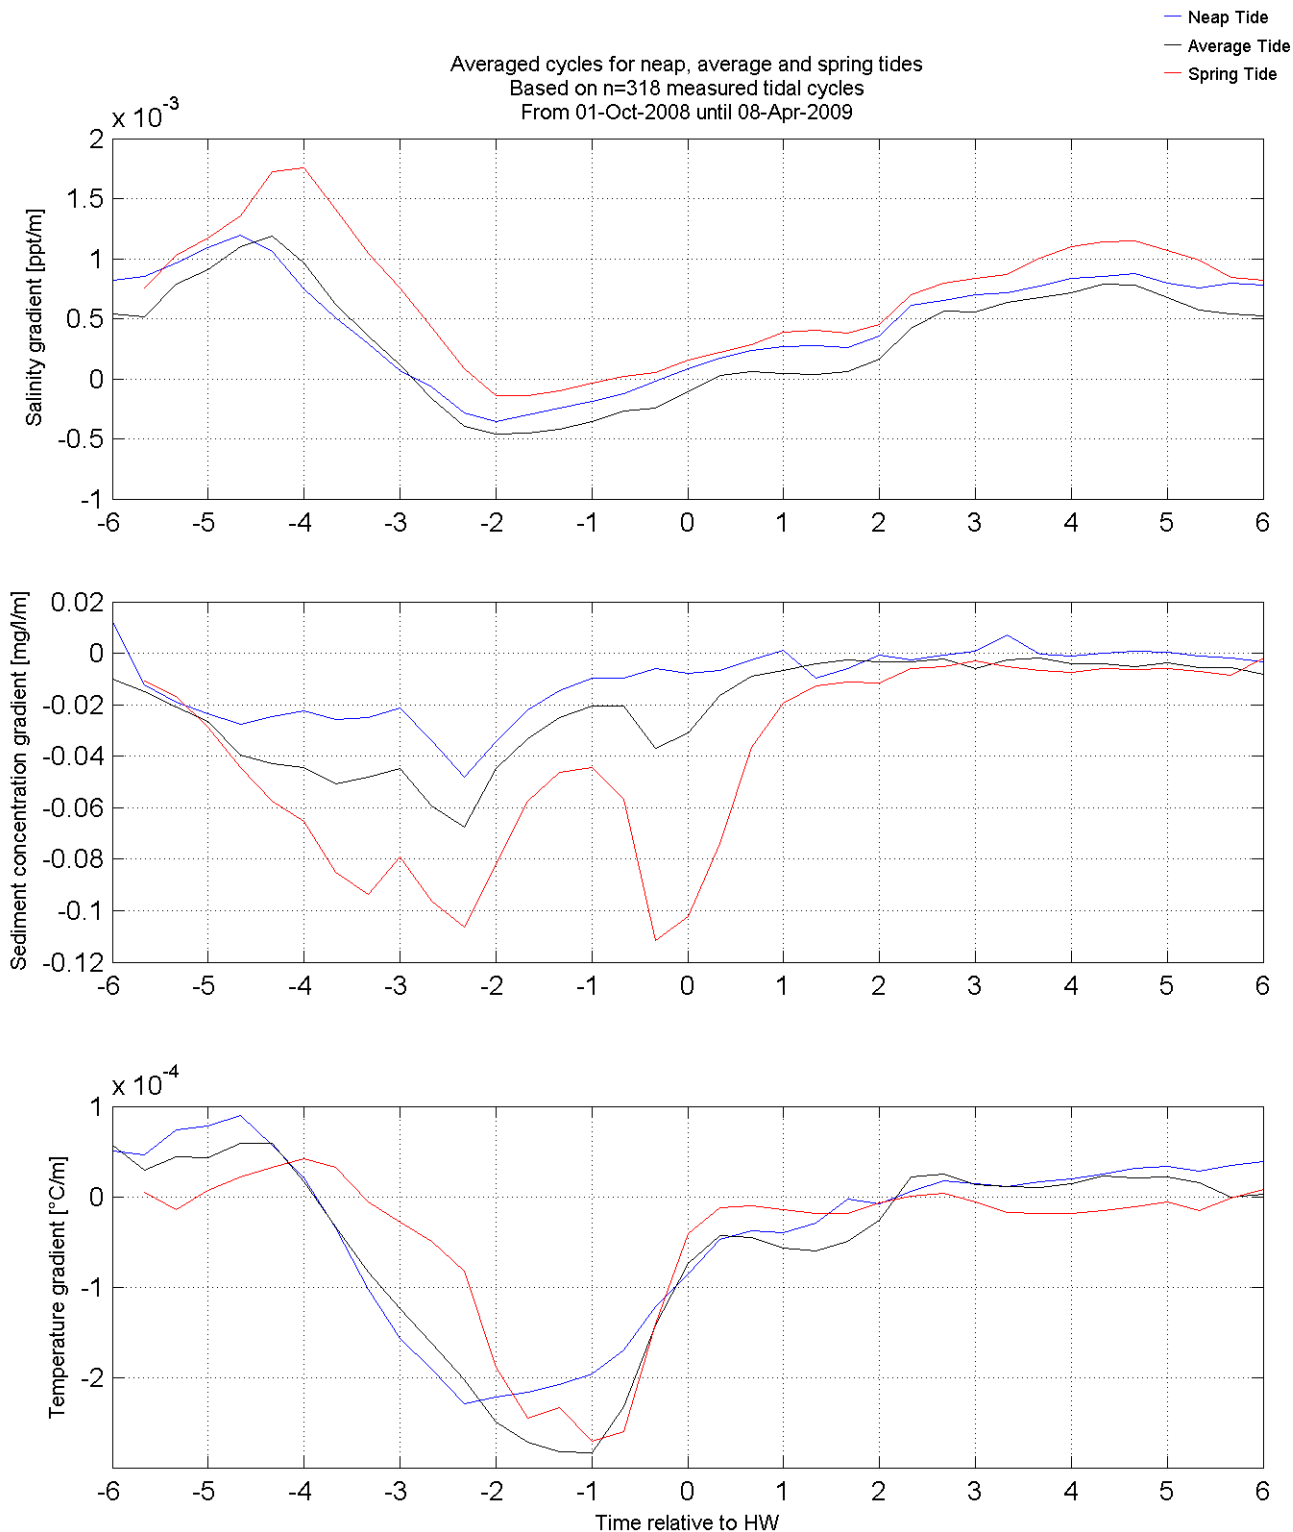 Neap Tide
Average Tide
Spring Tide
Averaged cycles for neap, average and spring tides
Based on n=318 measured tidal cycles
From 01-Oct-2008 until 08-Apr-2009
x 10-3
2
1.5
1
0.5
0
-0.5
-1
Salinity gradient [ppt/m]
-6 -5 -4 -3 -2 -1 0 1 2 3 4 5 6
0.02
0
-0.02
-0.04
-0.06
-0.08
-0.1
-0.12
Sediment concentration gradient [mg/l/m]
-6 -5 -4 -3 -2 -1 0 1 2 3 4 5 6
x 10-4
1
0
-1
-2
Temperature gradient [°C/m]
-6 -5 -4 -3 -2 -1 0 1 2 3 4 5 6
Time relative to HW